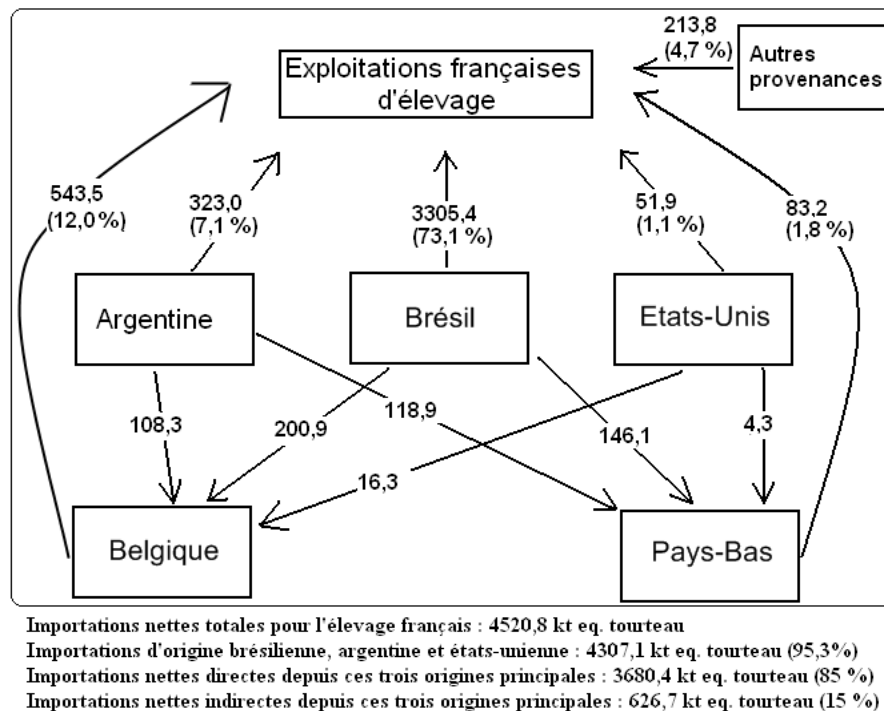 213,8
(4,7 %)
Autres
provenances
Exploitations françaises
d'élevage
543,5
(12,0 %)
323,0
(7,1 %)
3305,4
(73,1 %)
51,9
(1,1 %)
83,2
(1,8 %)
Argentine
Brésil
Etats-Unis
108,3
200,9
118,9
16,3
146,1
4,3
Belgique
Pays-Bas
Importations nettes totales pour l'élevage français : 4520,8 kt eq. tourteau
Importations d'origine brésilienne, argentine et états-unienne : 4307,1 kt eq. tourteau (95,3%)
Importations nettes directes depuis ces trois origines principales : 3680,4 kt eq. tourteau (85 %)
Importations nettes indirectes depuis ces trois origines principales : 626,7 kt eq. tourteau (15 %)